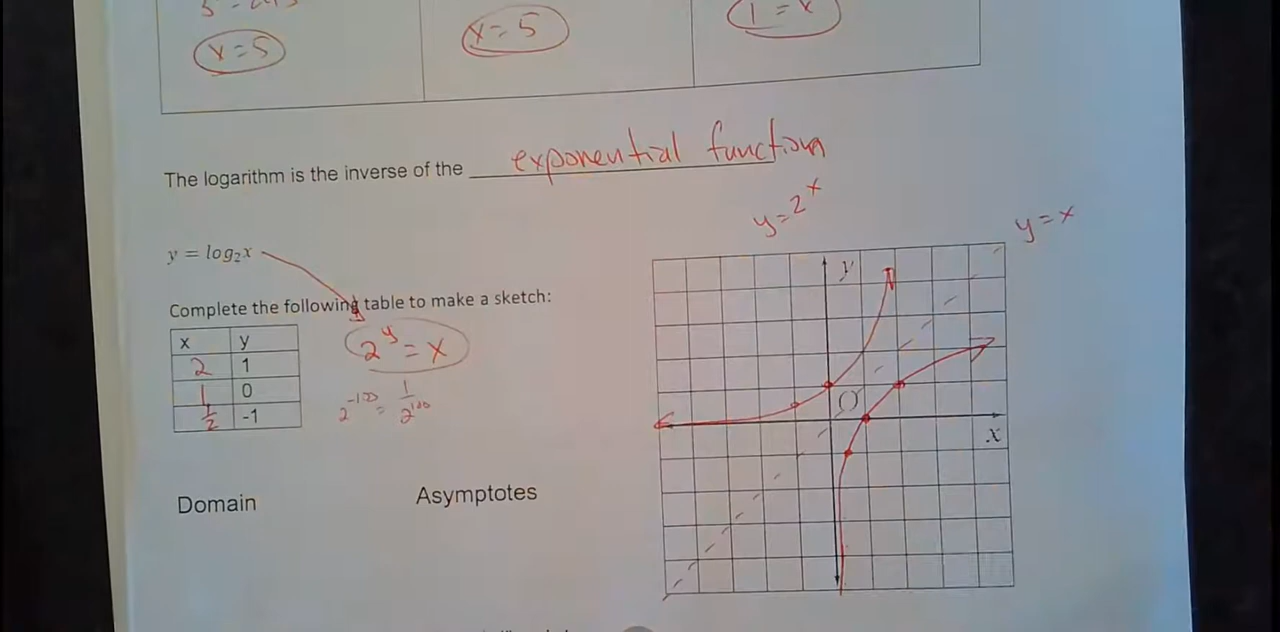 x = 5
x = 5
1 = x
The logarithm is the inverse of the exponential function
y = 2^x
y = x
y = log₂x
Complete the following table to make a sketch:
x y
2 1
1 0
1/2 -1
2^y = x
2^-100 = 1/2^100
y
O
x
Domain Asymptotes